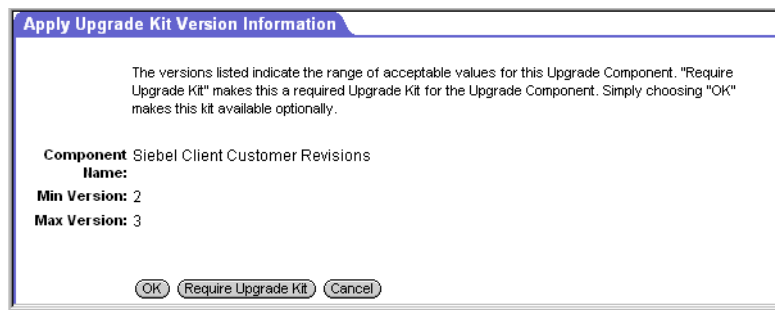 Apply Upgrade Kit Version Information
The versions listed indicate the range of acceptable values for this Upgrade Component. "Require
Upgrade Kit" makes this a required Upgrade Kit for the Upgrade Component. Simply choosing "OK"
makes this kit available optionally.
Component Name: Siebel Client Customer Revisions
Min Version: 2
Max Version: 3
OK Require Upgrade Kit Cancel